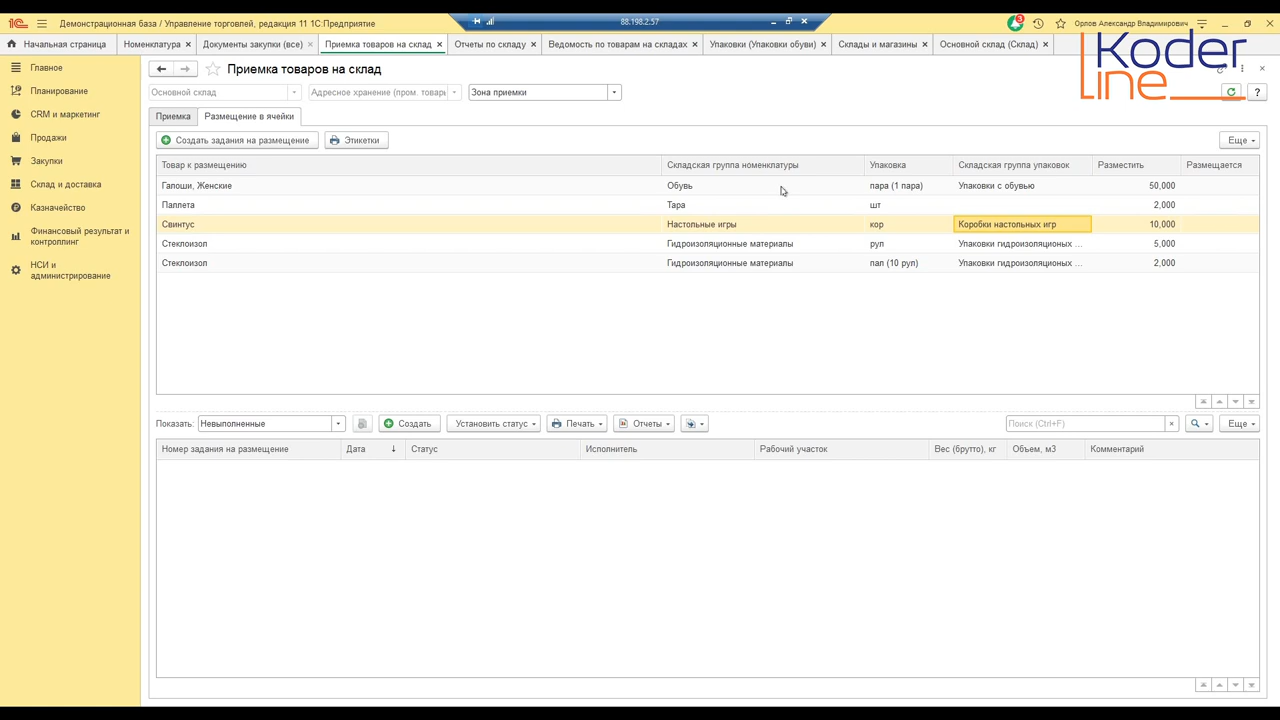 Демонстрационная база / Управление торговлей, редакция 11 1С:Предприятие
88.198.2.57
3
Орлов Александр Владимирович
Начальная страница
Номенклатура ×
Документы закупки (все) ×
Приемка товаров на склад ×
Отчеты по складу ×
Ведомость по товарам на складах ×
Упаковки (Упаковки обуви) ×
Склады и магазины ×
Основной склад (Склад) ×
Koder
line
Главное
Планирование
CRM и маркетинг
Продажи
Закупки
Склад и доставка
Казначейство
Финансовый результат и
контроллинг
НСИ и
администрирование
Приемка товаров на склад
Основной склад
Адресное хранение (пром. товары
Зона приемки
?
Приемка
Размещение в ячейки
Создать задания на размещение
Этикетки
Еще
Товар к размещению Складская группа номенклатуры Упаковка Складская группа упаковок Разместить Размещается
Галоши, Женские Обувь пара (1 пара) Упаковки с обувью 50,000
Паллета Тара шт 2,000
Свинтус Настольные игры кор Коробки настольных игр 10,000
Стеклоизол Гидроизоляционные материалы рул Упаковки гидроизоляционых ... 5,000
Стеклоизол Гидроизоляционные материалы пал (10 рул) Упаковки гидроизоляционых ... 2,000
Показать: Невыполненные
Создать
Установить статус
Печать
Отчеты
Поиск (Ctrl+F)
Еще
Номер задания на размещение Дата ↓ Статус Исполнитель Рабочий участок Вес (брутто), кг Объем, м3 Комментарий